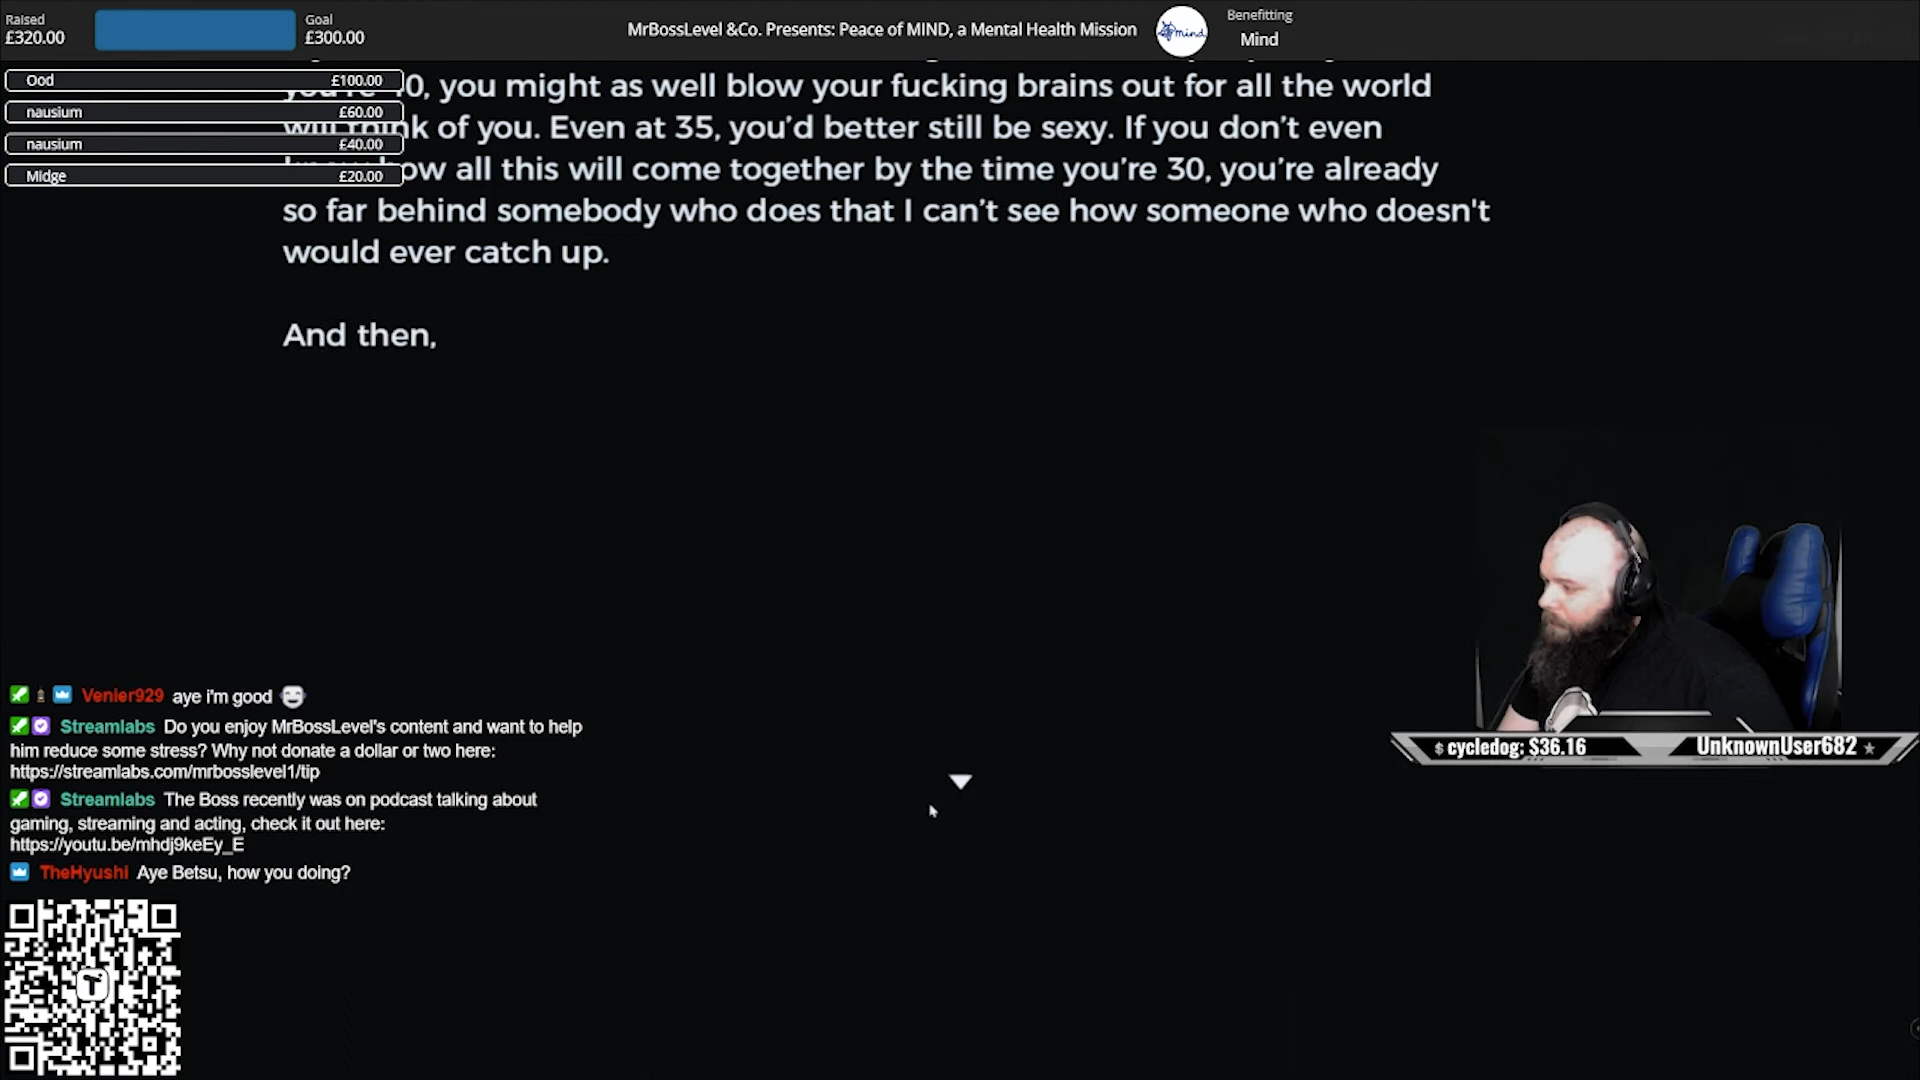 Raised
£320.00
Goal
£300.00
MrBossLevel &Co. Presents: Peace of MIND, a Mental Health Mission
mind
Benefitting
Mind
Ood £100.00
nausium £60.00
nausium £40.00
Midge £20.00
you might as well blow your fucking brains out for all the world
will think of you. Even at 35, you’d better still be sexy. If you don’t even
how all this will come together by the time you’re 30, you’re already
so far behind somebody who does that I can’t see how someone who doesn't
would ever catch up.
And then,
Venier929 aye i'm good
Streamlabs Do you enjoy MrBossLevel's content and want to help
him reduce some stress? Why not donate a dollar or two here:
https://streamlabs.com/mrbosslevel1/tip
Streamlabs The Boss recently was on podcast talking about
gaming, streaming and acting, check it out here:
https://youtu.be/mhdj9keEy_E
TheHyushi Aye Betsu, how you doing?
$ cycledog: $36.16
UnknownUser682